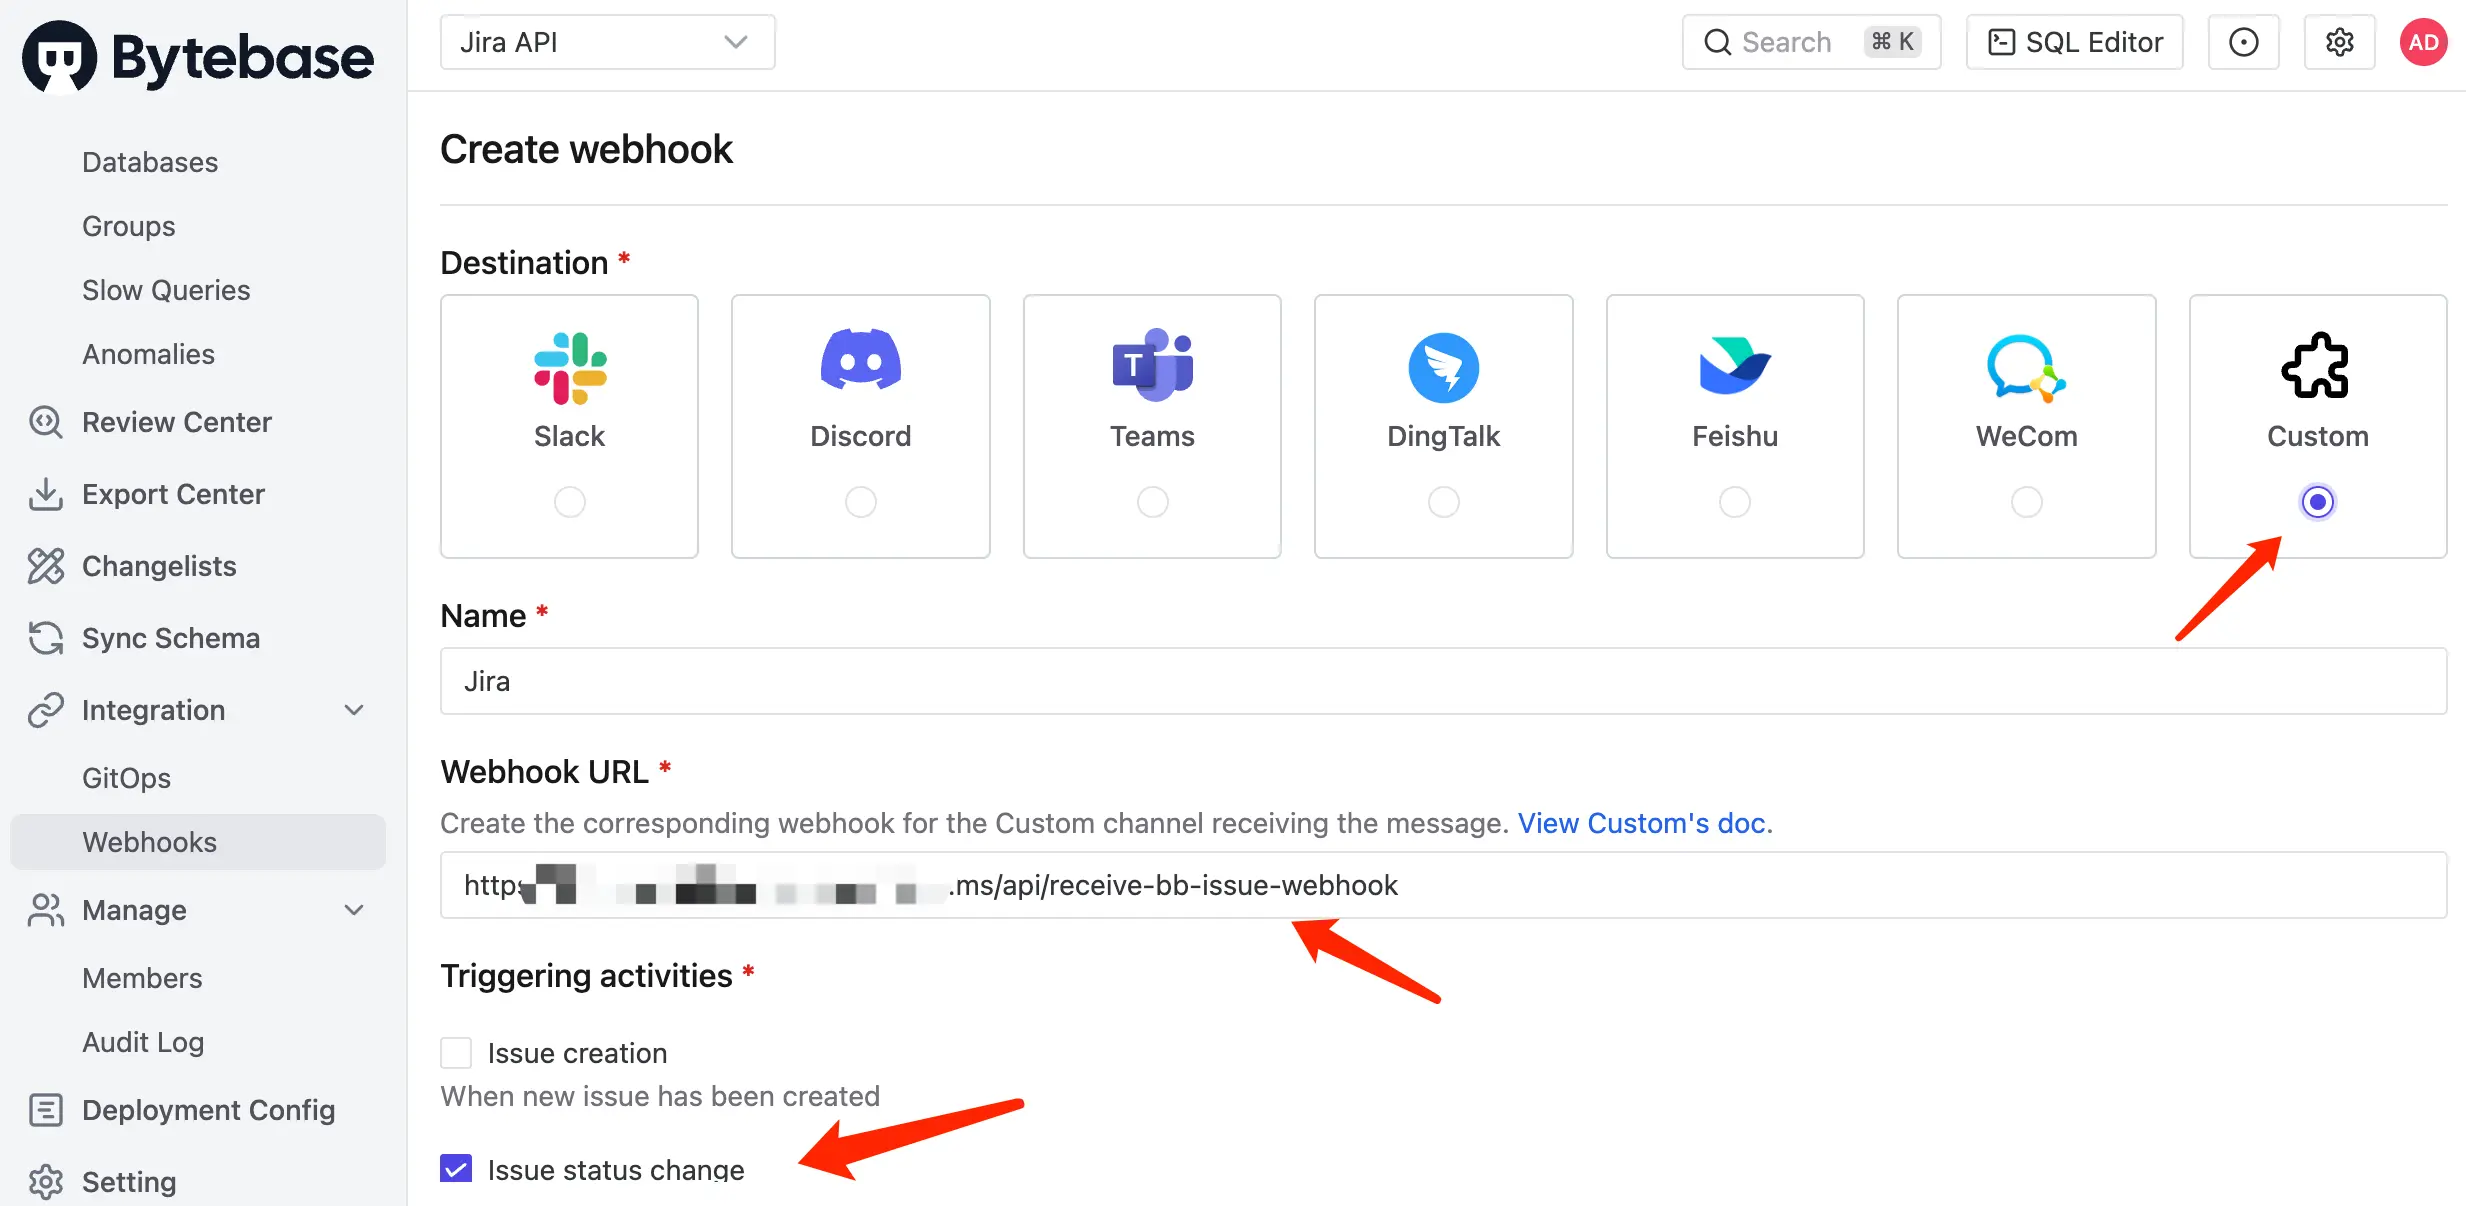 Bytebase
Jira API
Search ⌘ K
SQL Editor
AD
Databases
Groups
Slow Queries
Anomalies
Review Center
Export Center
Changelists
Sync Schema
Integration
GitOps
Webhooks
Manage
Members
Audit Log
Deployment Config
Setting
Create webhook
Destination *
Slack
Discord
T
Teams
DingTalk
Feishu
WeCom
Custom
Name *
Jira
Webhook URL *
Create the corresponding webhook for the Custom channel receiving the message. View Custom's doc.
https .ms/api/receive-bb-issue-webhook
Triggering activities *
Issue creation
When new issue has been created
Issue status change